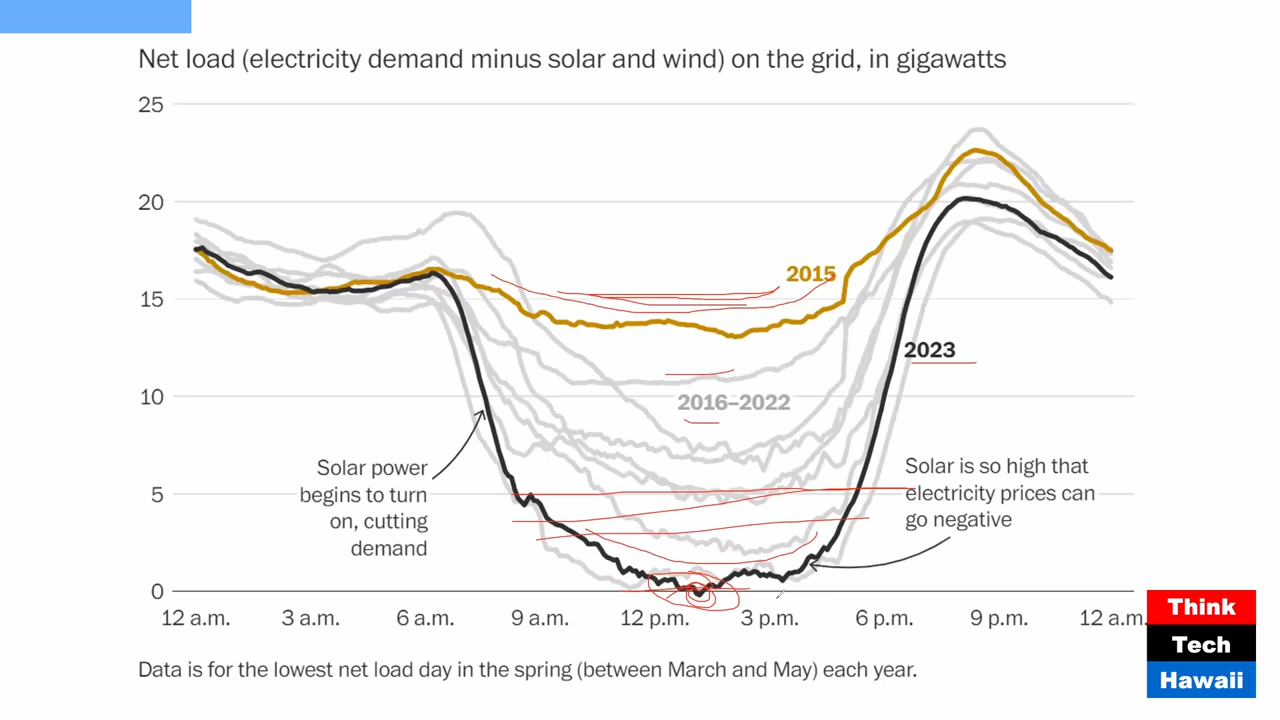 Net load (electricity demand minus solar and wind) on the grid, in gigawatts
25
20
15
10
5
0
2015
2023
2016–2022
Solar power
begins to turn
on, cutting
demand
Solar is so high that
electricity prices can
go negative
12 a.m.
3 a.m.
6 a.m.
9 a.m.
12 p.m.
3 p.m.
6 p.m.
9 p.m.
12 a.m.
Data is for the lowest net load day in the spring (between March and May) each year.
Think
Tech
Hawaii